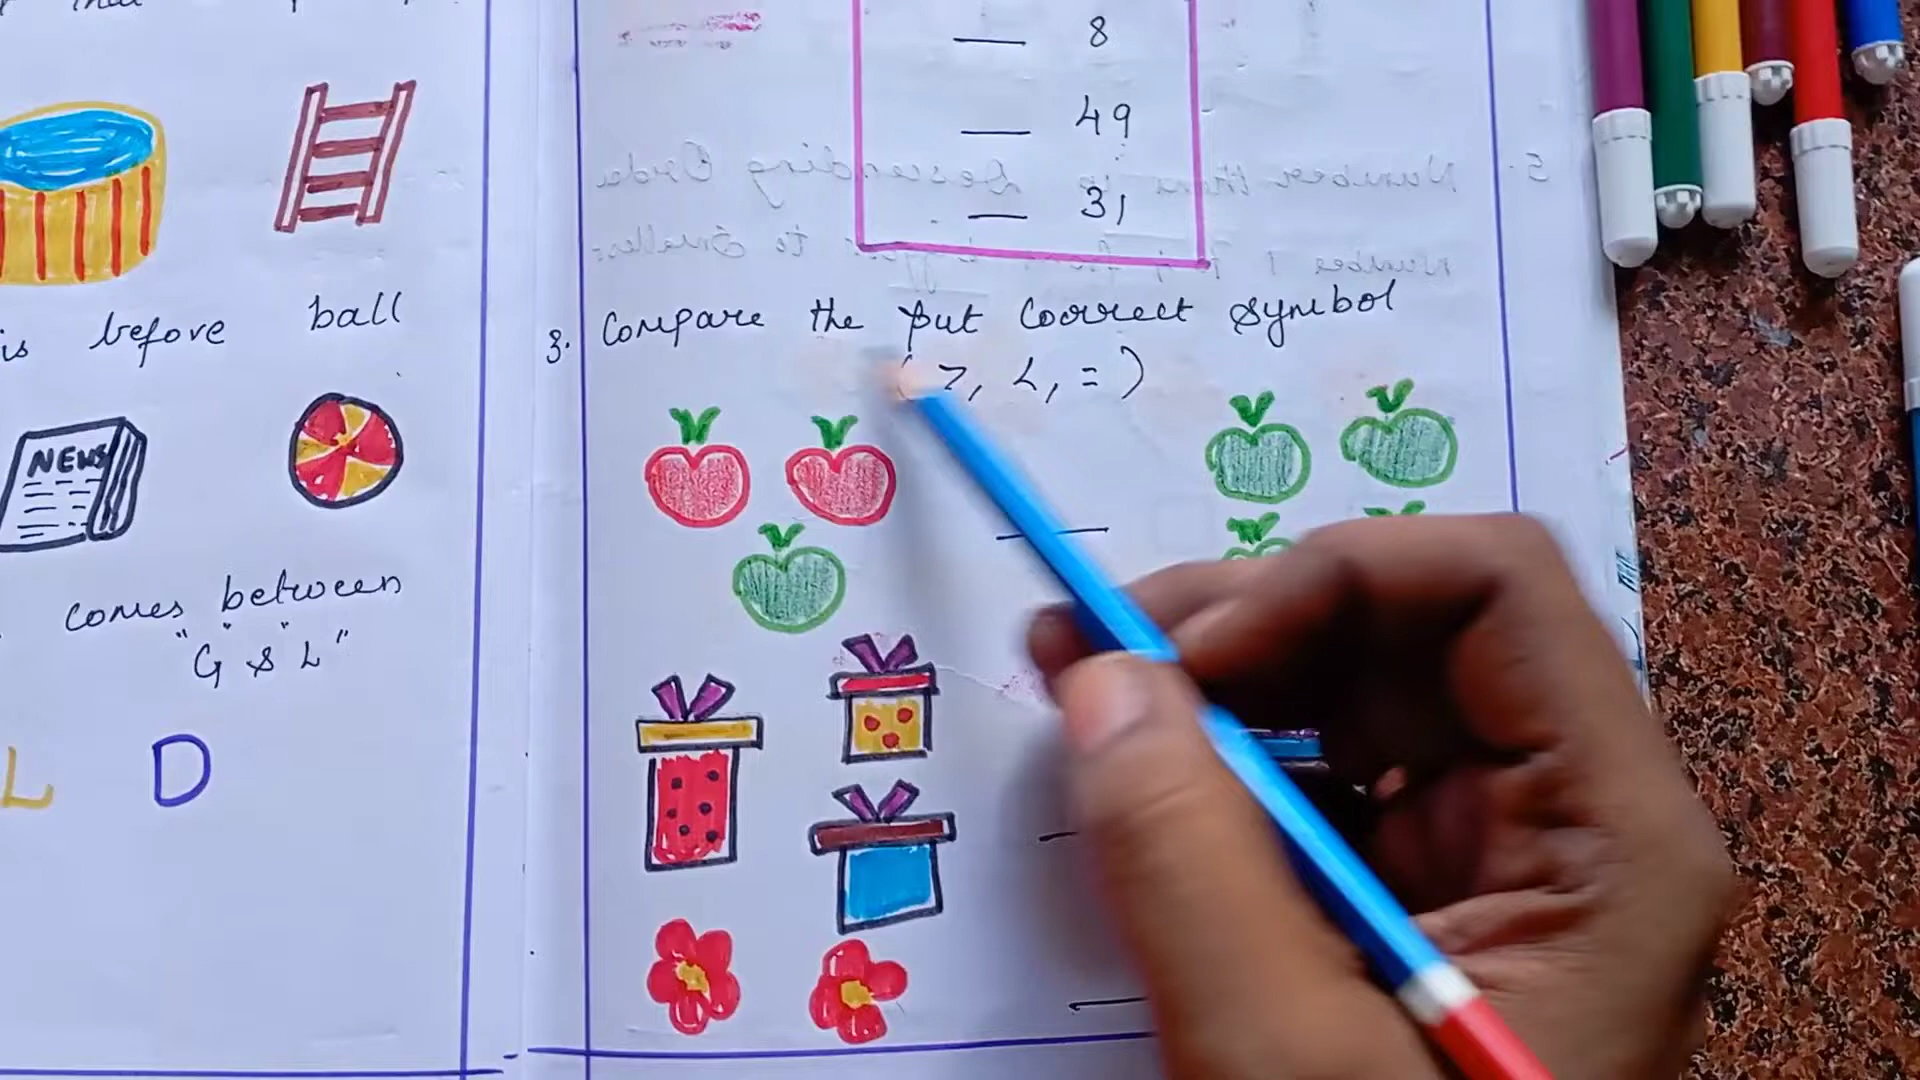 is before ball
NEWS
comes between
"G" & "L"
L D
8
49
31
3. Compare the put Correct symbol
( >, <, = )